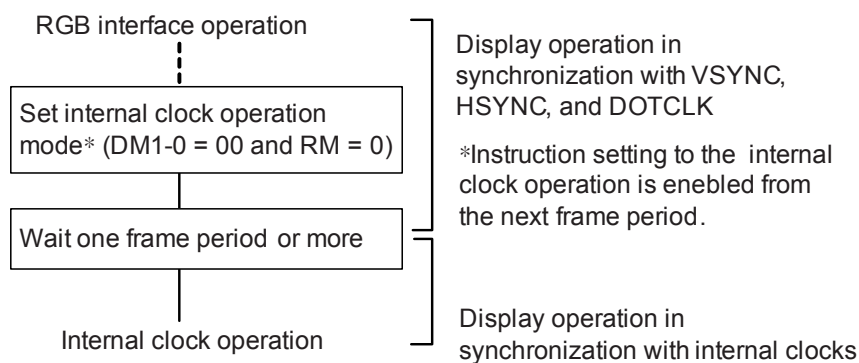 RGB interface operation
Set internal clock operation
mode* (DM1-0 = 00 and RM = 0)
Wait one frame period or more
Internal clock operation
Display operation in
synchronization with VSYNC,
HSYNC, and DOTCLK
*Instruction setting to the internal
clock operation is enebled from
the next frame period.
Display operation in
synchronization with internal clocks